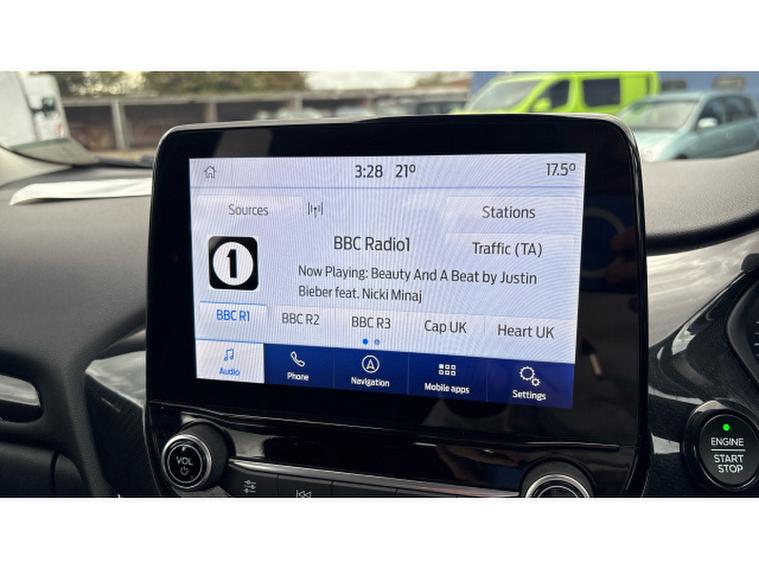 3:28 21° 17.5°
Sources Stations
BBC Radio1 Traffic (TA)
1
Now Playing: Beauty And A Beat by Justin
Bieber feat. Nicki Minaj
BBC R1 BBC R2 BBC R3 Cap UK Heart UK
Audio Phone Navigation Mobile apps Settings
VOL
ENGINE
START
STOP